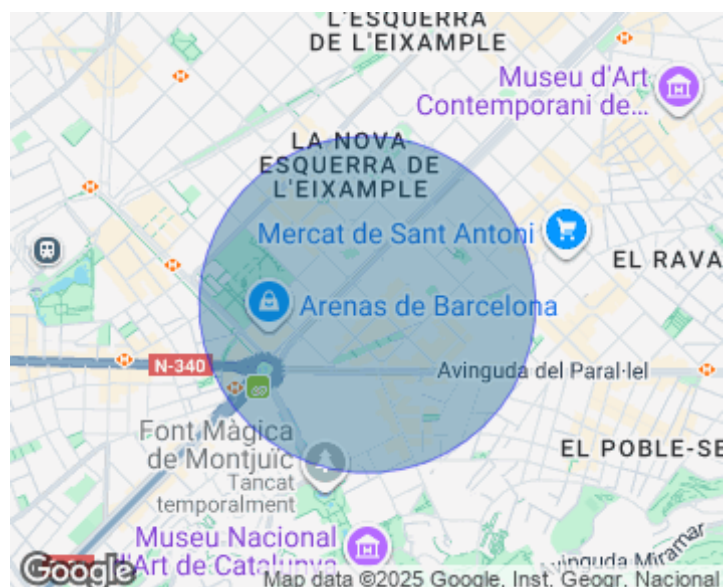 L'ESQUERRA
DE L'EIXAMPLE
Museu d'Art
Contemporani de...
LA NOVA
ESQUERRA DE
L'EIXAMPLE
Mercat de Sant Antoni
EL RAVA
Arenas de Barcelona
N-340
Avinguda del Paral·lel
Font Màgica
de Montjuïc
Tancat
temporalment
EL POBLE-SE
Museu Nacional
d'Art de Catalunya
Avinguda Miramar
Google
Map data ©2025 Google, Inst. Geogr. Nacional